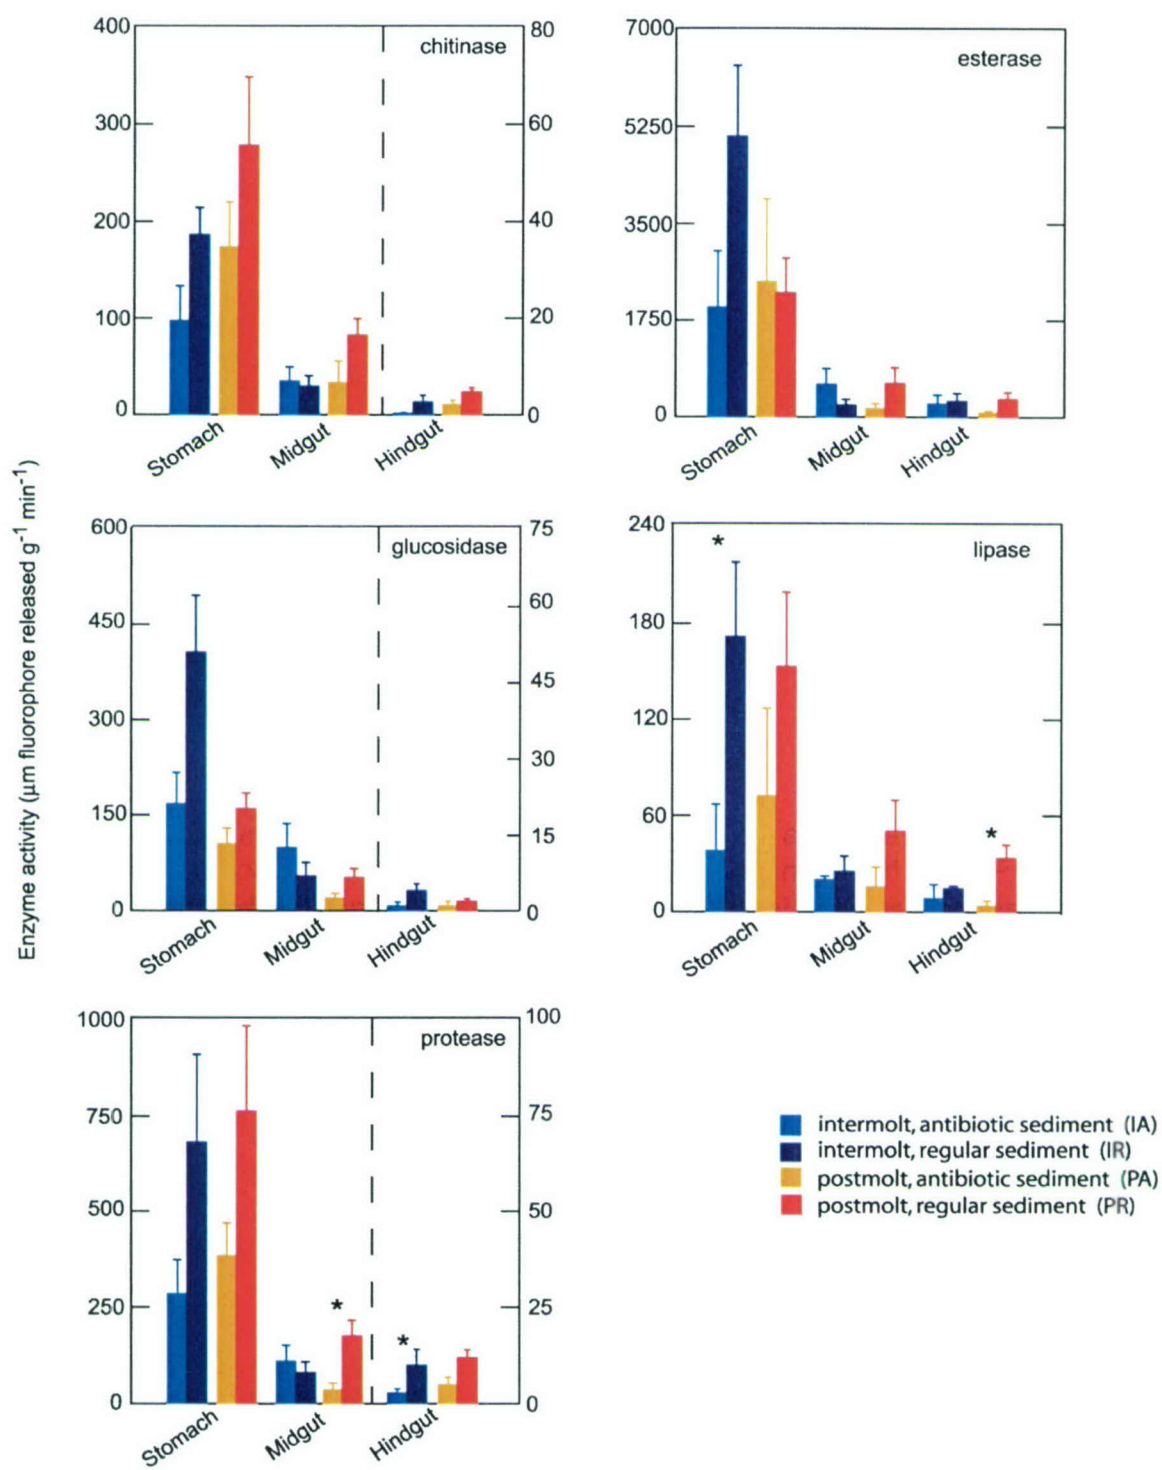 Enzyme activity (μm fluorophore released g⁻¹ min⁻¹)
chitinase
400
300
200
100
0
80
60
40
20
0
Stomach
Midgut
Hindgut
esterase
7000
5250
3500
1750
0
Stomach
Midgut
Hindgut
glucosidase
600
450
300
150
0
75
60
45
30
15
0
Stomach
Midgut
Hindgut
lipase
240
180
120
60
0
*
*
Stomach
Midgut
Hindgut
protease
1000
750
500
250
0
100
75
50
25
0
*
*
Stomach
Midgut
Hindgut
intermolt, antibiotic sediment (IA)
intermolt, regular sediment (IR)
postmolt, antibiotic sediment (PA)
postmolt, regular sediment (PR)